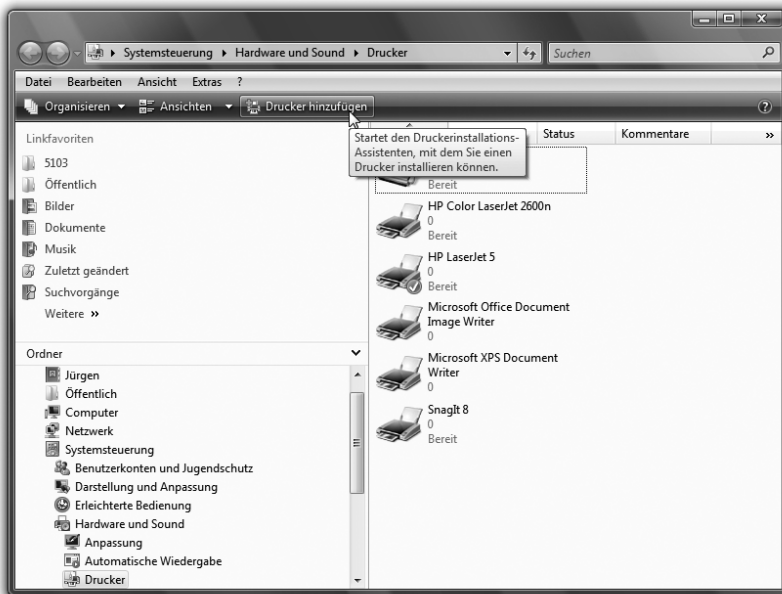 Systemsteuerung ▸ Hardware und Sound ▸ Drucker
Suchen
Datei Bearbeiten Ansicht Extras ?
Organisieren Ansichten Drucker hinzufügen
Linkfavoriten
5103
Öffentlich
Bilder
Dokumente
Musik
Zuletzt geändert
Suchvorgänge
Weitere »
Ordner
Jürgen
Öffentlich
Computer
Netzwerk
Systemsteuerung
Benutzerkonten und Jugendschutz
Darstellung und Anpassung
Erleichterte Bedienung
Hardware und Sound
Anpassung
Automatische Wiedergabe
Drucker
Status Kommentare »
Startet den Druckerinstallations-
Assistenten, mit dem Sie einen
Drucker installieren können.
Bereit
HP Color LaserJet 2600n
0
Bereit
HP LaserJet 5
0
Bereit
Microsoft Office Document
Image Writer
0
Microsoft XPS Document
Writer
0
SnagIt 8
0
Bereit